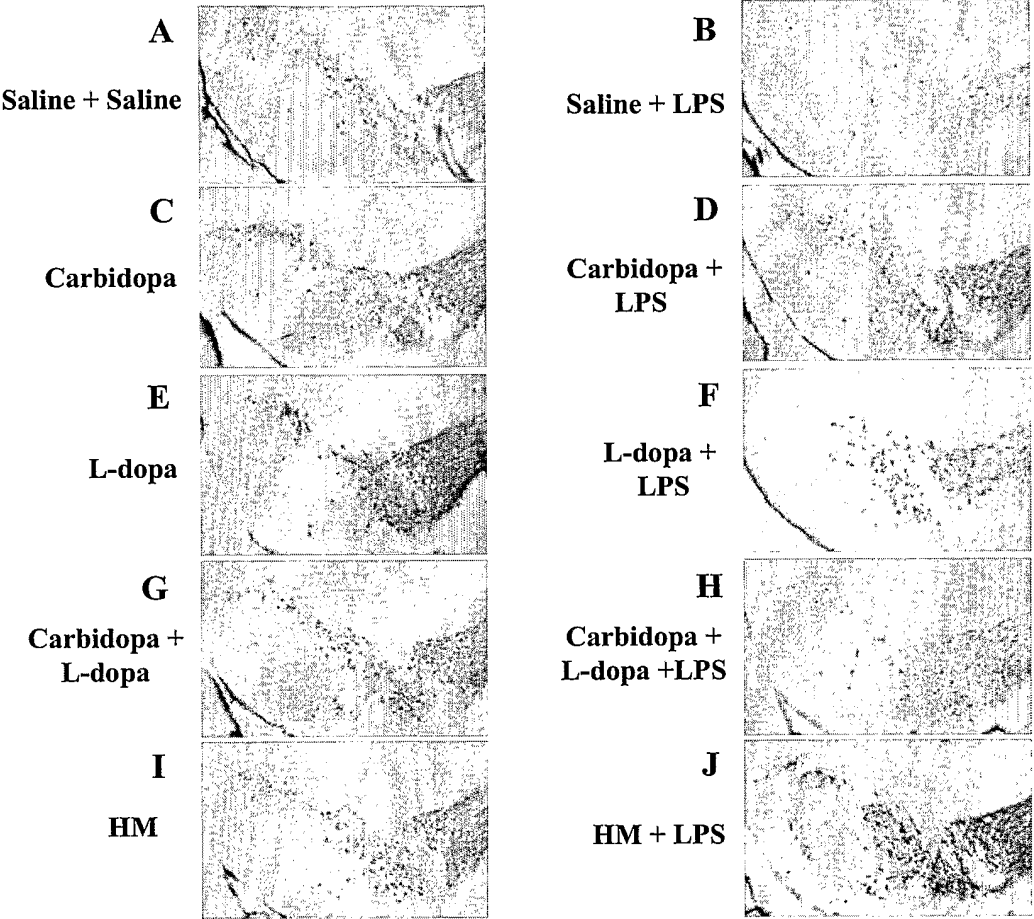 A
Saline + Saline
B
Saline + LPS
C
Carbidopa
D
Carbidopa +
LPS
E
L-dopa
F
L-dopa +
LPS
G
Carbidopa +
L-dopa
H
Carbidopa +
L-dopa +LPS
I
HM
J
HM + LPS